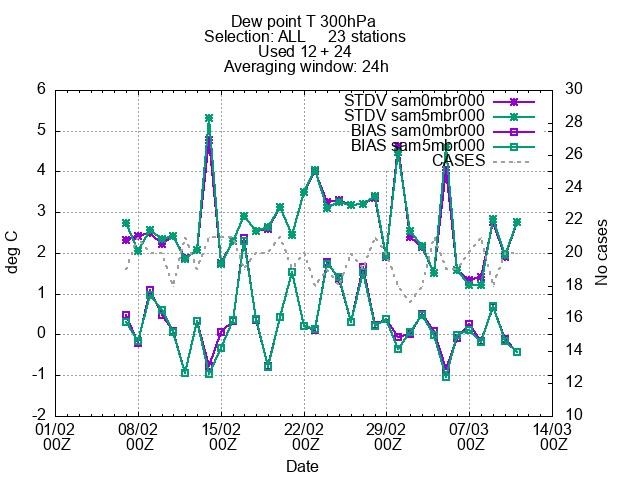 Dew point T 300hPa
Selection: ALL 23 stations
Used 12 + 24
Averaging window: 24h
STDV sam0mbr000
STDV sam5mbr000
BIAS sam0mbr000
BIAS sam5mbr000
CASES
deg C
6
5
4
3
2
1
0
-1
-2
No cases
30
28
26
24
22
20
18
16
14
12
10
01/02 08/02 15/02 22/02 29/02 07/03 14/03
00Z 00Z 00Z 00Z 00Z 00Z 00Z
Date